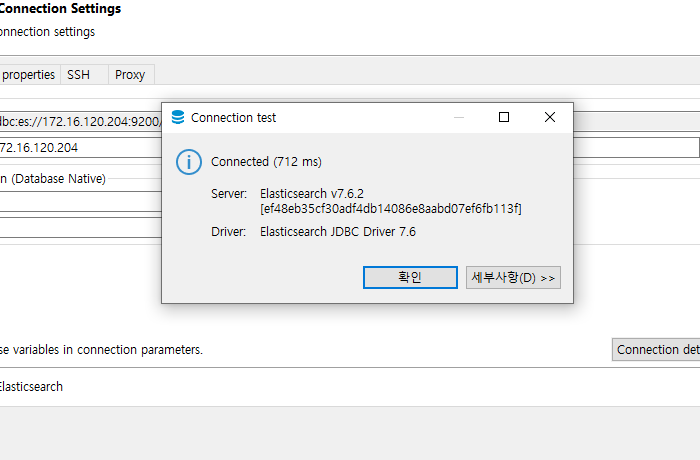 Connection Settings
onnection settings
properties
SSH
Proxy
Connection test
dbc:es://172.16.120.204:9200/
72.16.120.204
Connected (712 ms)
n (Database Native)
Server: Elasticsearch v7.6.2
[ef48eb35cf30adf4db14086e8aabd07ef6fb113f]
Driver: Elasticsearch JDBC Driver 7.6
확인
세부사항(D) >>
se variables in connection parameters.
Connection det
Elasticsearch